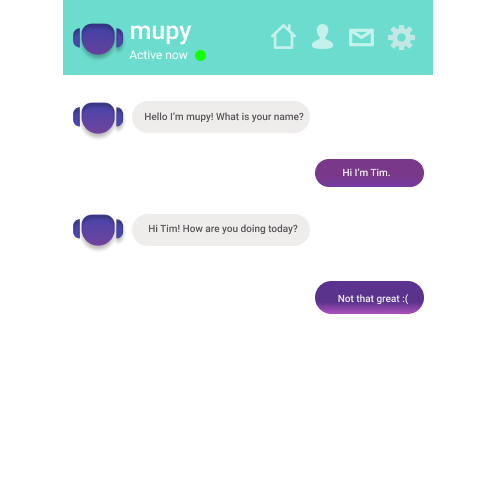 mupy
Active now
Hello I'm mupy! What is your name?
Hi I'm Tim.
Hi Tim! How are you doing today?
Not that great :(